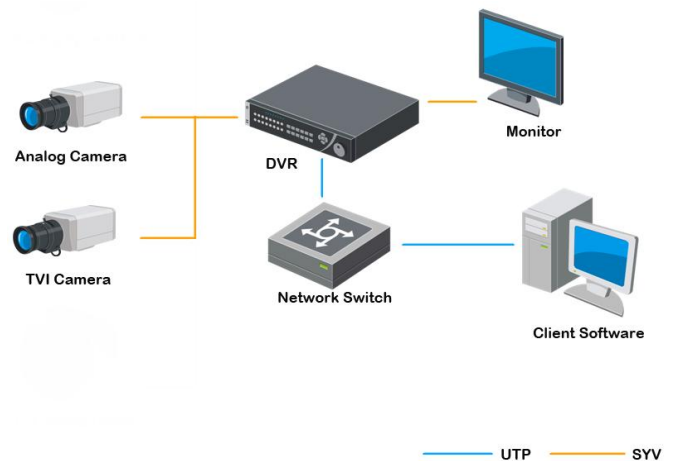 Monitor
Analog Camera
DVR
TVI Camera
Network Switch
Client Software
UTP
SYV